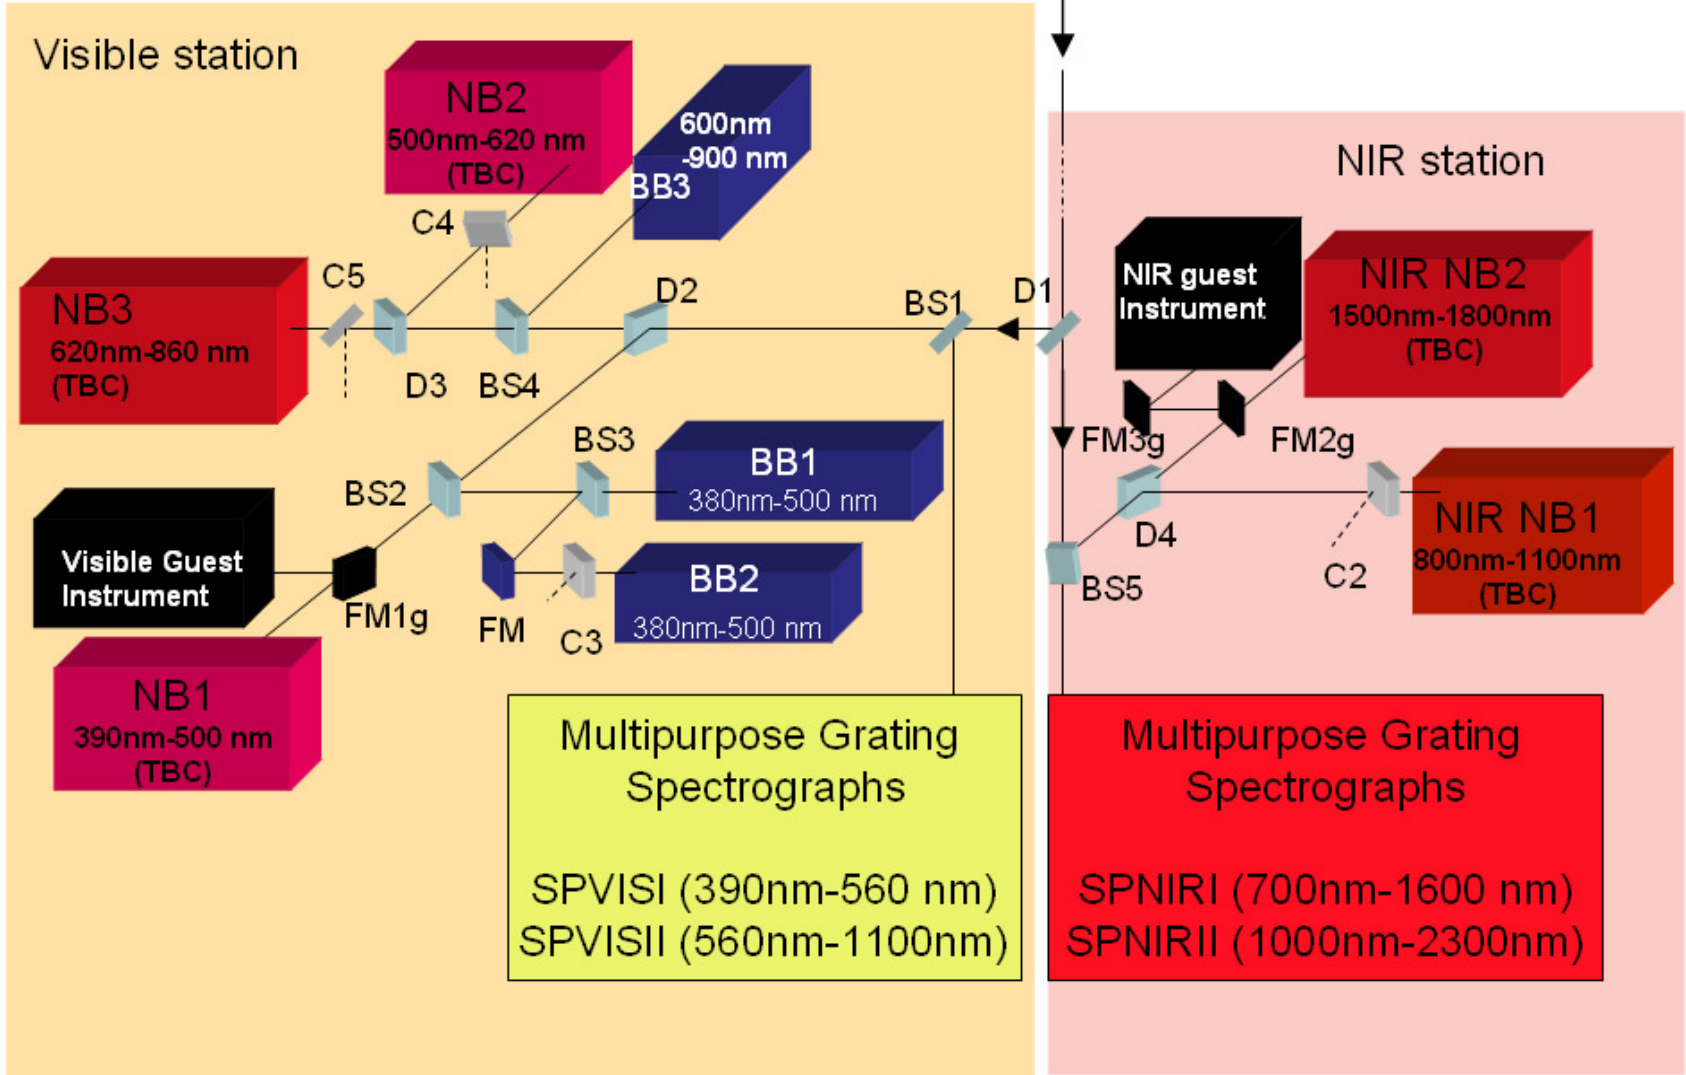 Visible station
NB2
500nm-620 nm
(TBC)
600nm
-900 nm
BB3
NIR station
C4
C5
D2
BS1
D1
NIR guest
Instrument
NIR NB2
1500nm-1800nm
(TBC)
NB3
620nm-860 nm
(TBC)
D3
BS4
FM3g
FM2g
BS3
BB1
380nm-500 nm
BS2
NIR NB1
800nm-1100nm
(TBC)
D4
C2
BS5
Visible Guest
Instrument
FM1g
FM
C3
BB2
380nm-500 nm
NB1
390nm-500 nm
(TBC)
Multipurpose Grating
Spectrographs
SPVISI (390nm-560 nm)
SPVISII (560nm-1100nm)
Multipurpose Grating
Spectrographs
SPNIRI (700nm-1600 nm)
SPNIRII (1000nm-2300nm)